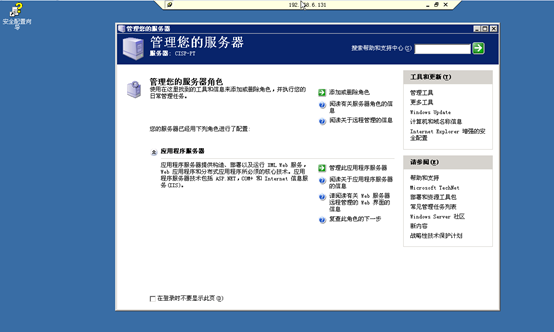 安全配置向
导
管理您的服务器
管理您的服务器
服务器: CISP-PT
搜索帮助和支持中心(S)
管理您的服务器角色
使用在这里找到的工具和信息来添加或删除角色，并执行您的
日常管理任务。
您的服务器已经用下列角色进行了配置:
添加或删除角色
阅读有关服务器角色的信
息
阅读关于远程管理的信息
应用程序服务器
应用程序服务器提供构造、部署以及运行 XML Web 服务，
Web 应用程序和分布式应用程序所必须的核心技术。应用
程序服务器技术包括 ASP.NET，COM+ 和 Internet 信息服
务(IIS)。
管理此应用程序服务器
阅读关于应用程序服务器
的信息
请阅读有关 Web 服务器
远程管理的 Web 界面的
信息
复查此角色的下一步
工具和更新(T)
管理工具
更多工具
Windows Update
计算机和域名称信息
Internet Explorer 增强的安
全配置
请参阅(E)
帮助和支持
Microsoft TechNet
部署和资源工具包
常见管理任务列表
Windows Server 社区
新内容
战略性技术保护计划
在登录时不要显示此页(D)